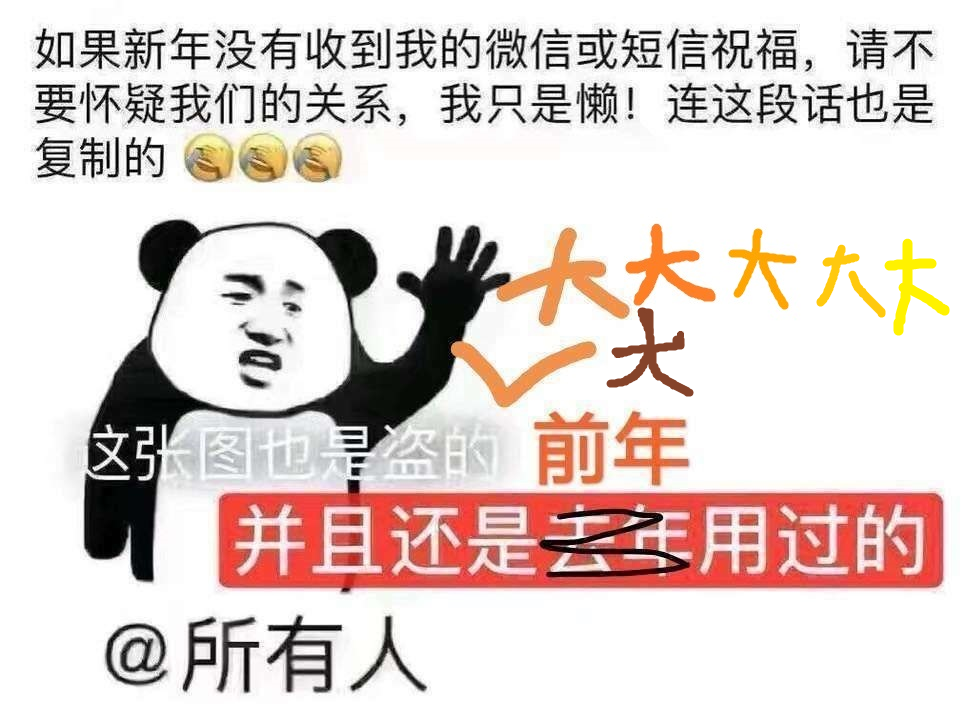 如果新年没有收到我的微信或短信祝福，请不
要怀疑我们的关系，我只是懒！连这段话也是
复制的 🤦🤦🤦
大大大大大
大
前年
这张图也是盗的
并且还是去年用过的
@所有人